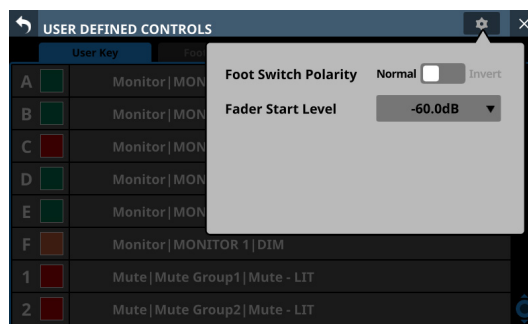 USER DEFINED CONTROLS
User Key Foot
Foot Switch Polarity Normal Invert
Fader Start Level -60.0dB
A Monitor|MON
B Monitor|MON
C Monitor|MON
D Monitor|MON
E Monitor|MON
F Monitor|MONITOR 1|DIM
1 Mute|Mute Group1|Mute - LIT
2 Mute|Mute Group2|Mute - LIT